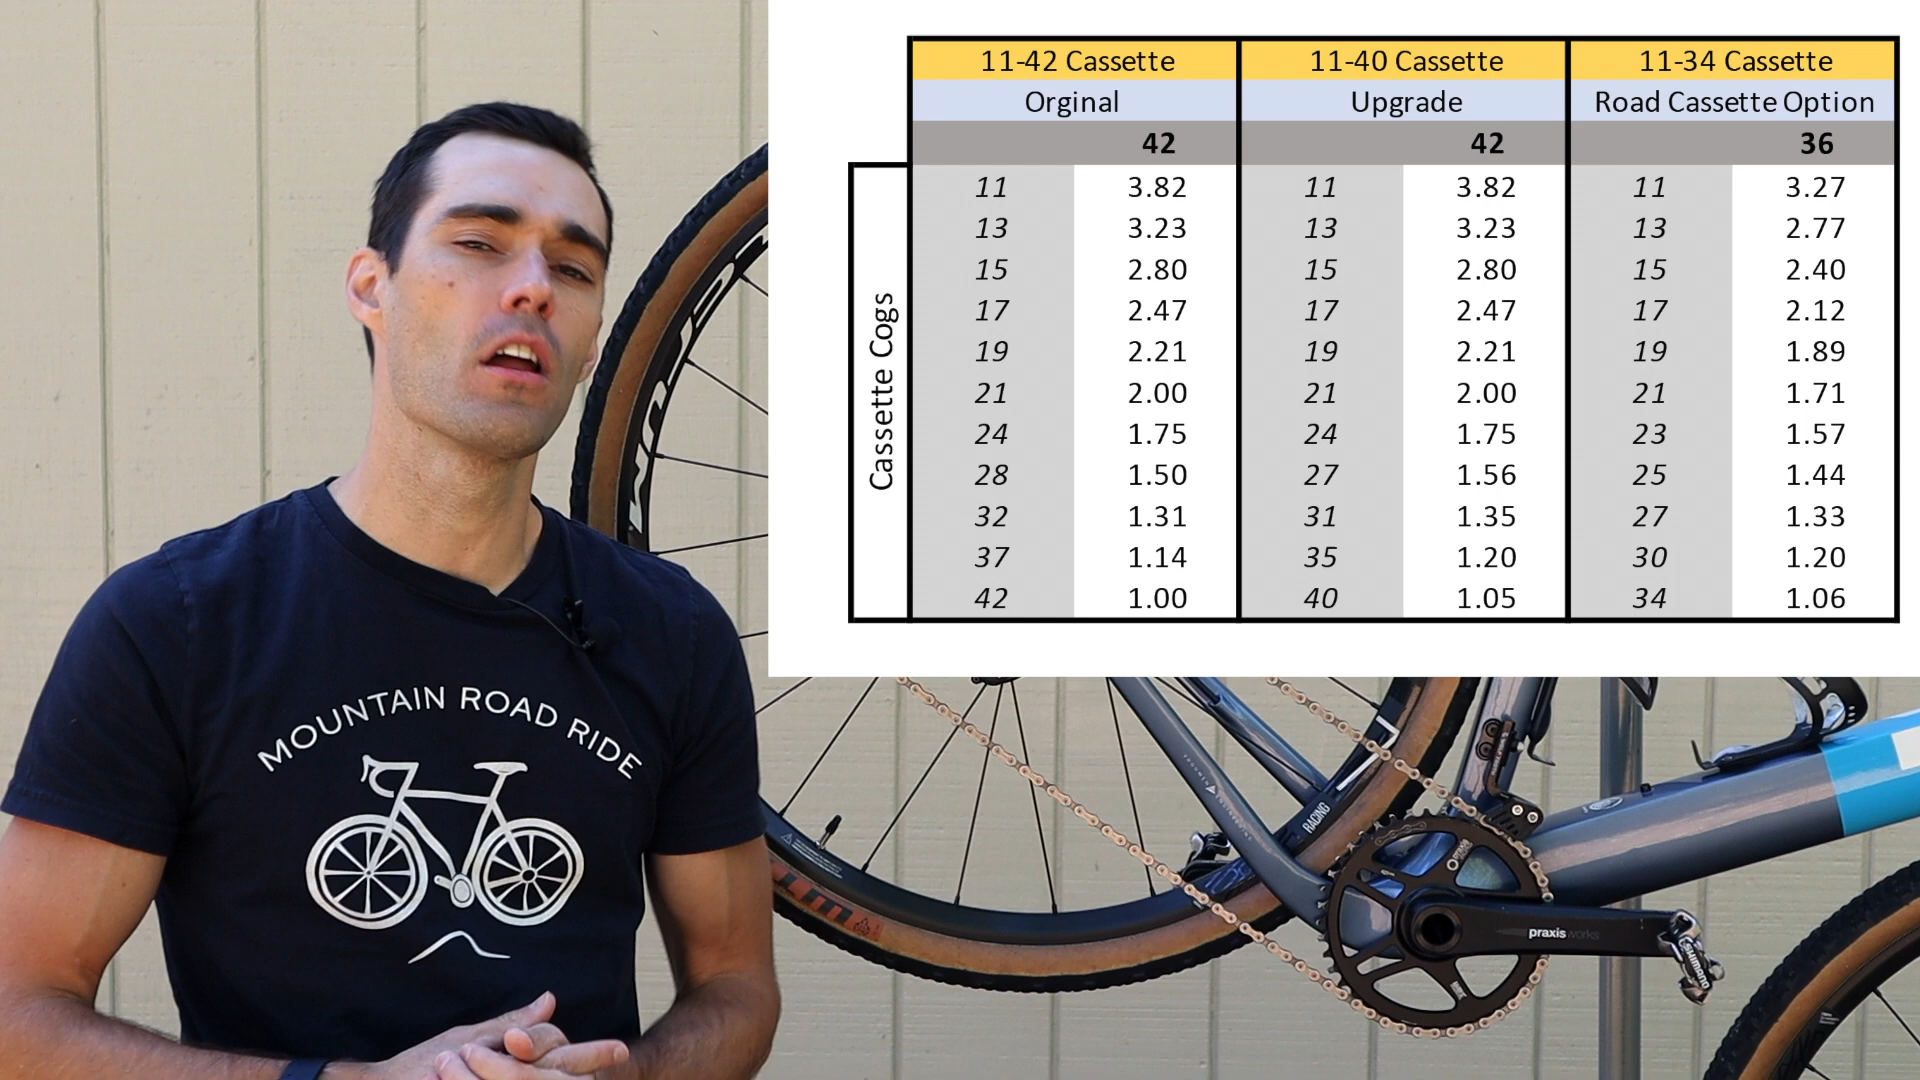 11-42 Cassette 11-40 Cassette 11-34 Cassette
Orginal Upgrade Road Cassette Option
42 42 36
Cassette Cogs
11 3.82 11 3.82 11 3.27
13 3.23 13 3.23 13 2.77
15 2.80 15 2.80 15 2.40
17 2.47 17 2.47 17 2.12
19 2.21 19 2.21 19 1.89
21 2.00 21 2.00 21 1.71
24 1.75 24 1.75 23 1.57
28 1.50 27 1.56 25 1.44
32 1.31 31 1.35 27 1.33
37 1.14 35 1.20 30 1.20
42 1.00 40 1.05 34 1.06
MOUNTAIN ROAD RIDE
RACING
praxisworks
SHIMANO